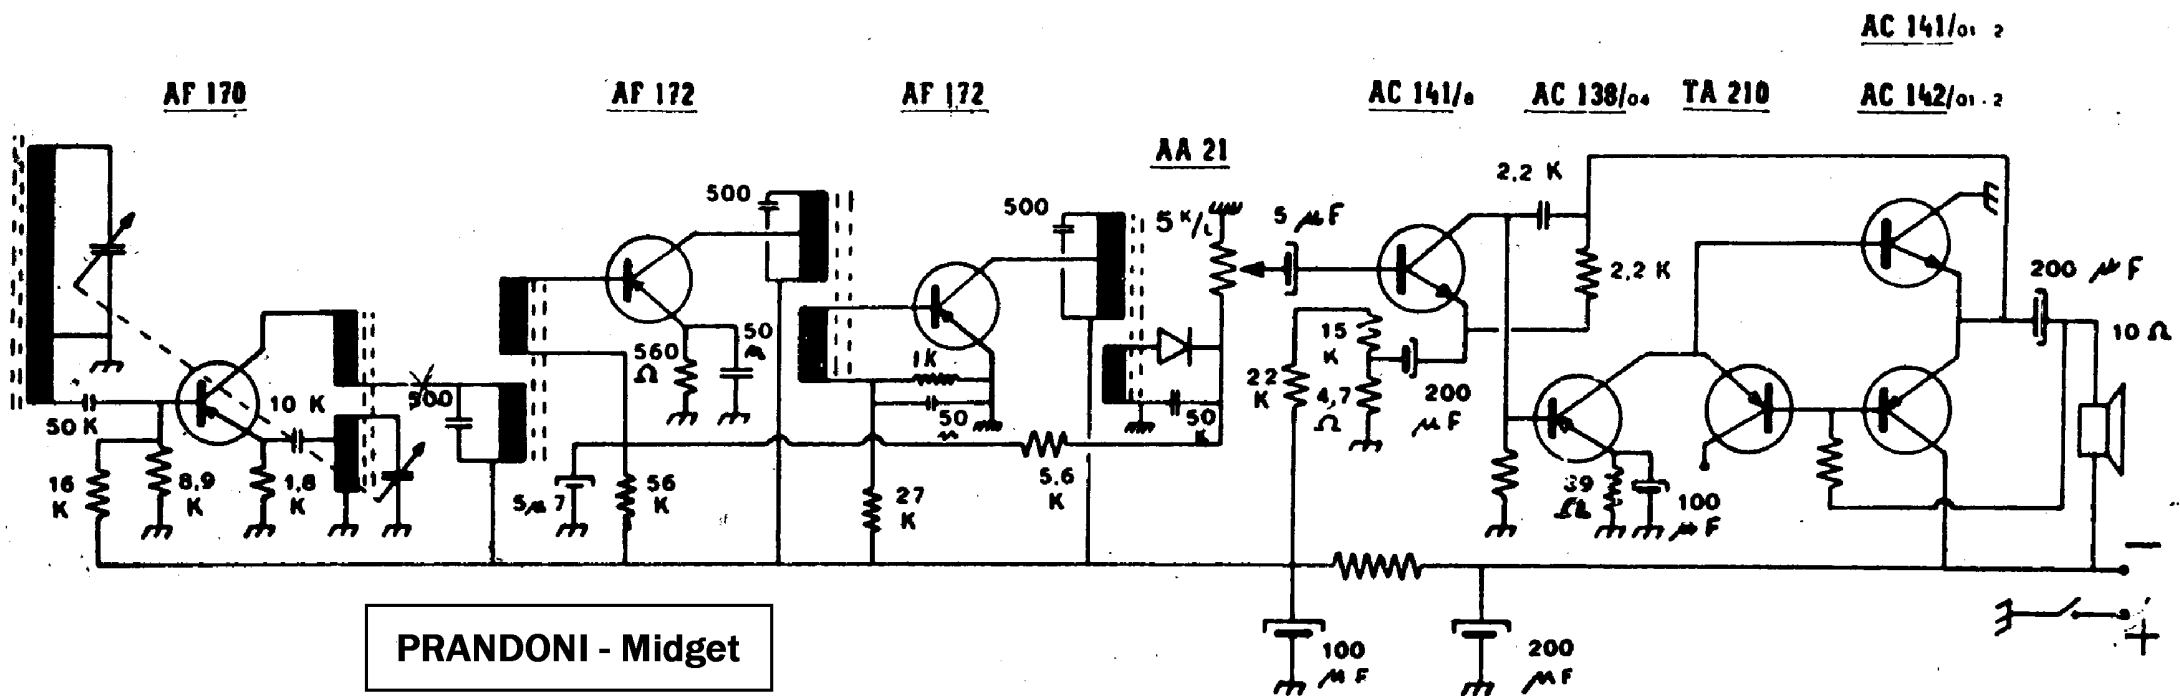 AC 141/01 2
AF 170
AF 172
AF 172
AC 141/8
AC 138/04
TA 210
AC 142/01-2
AA 21
2,2 K
500
500
5 K/L
5 µF
2,2 K
200 µF
10 Ω
50
1K
15
K
560
Ω
22
K
4,7
Ω
200
µF
10 K
500
50 K
50
50
K
16
K
8,9
K
1,8
K
5µ 7
56
K
27
K
5.6
K
39
Ω
100
µF
−
100
µF
200
µF
+
PRANDONI - Midget